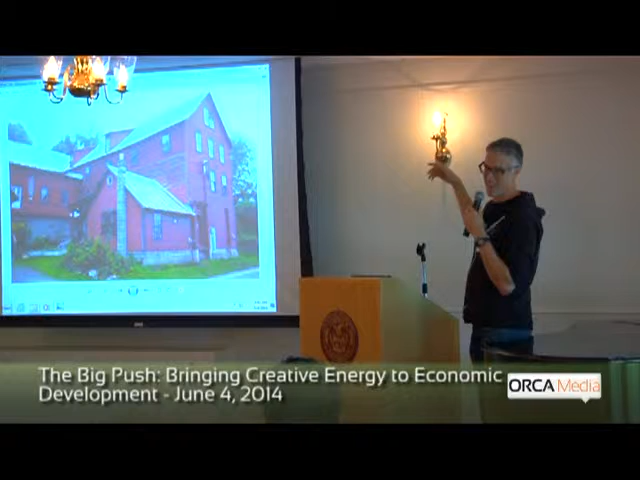 The Big Push: Bringing Creative Energy to Economic
Development - June 4, 2014
ORCA Media